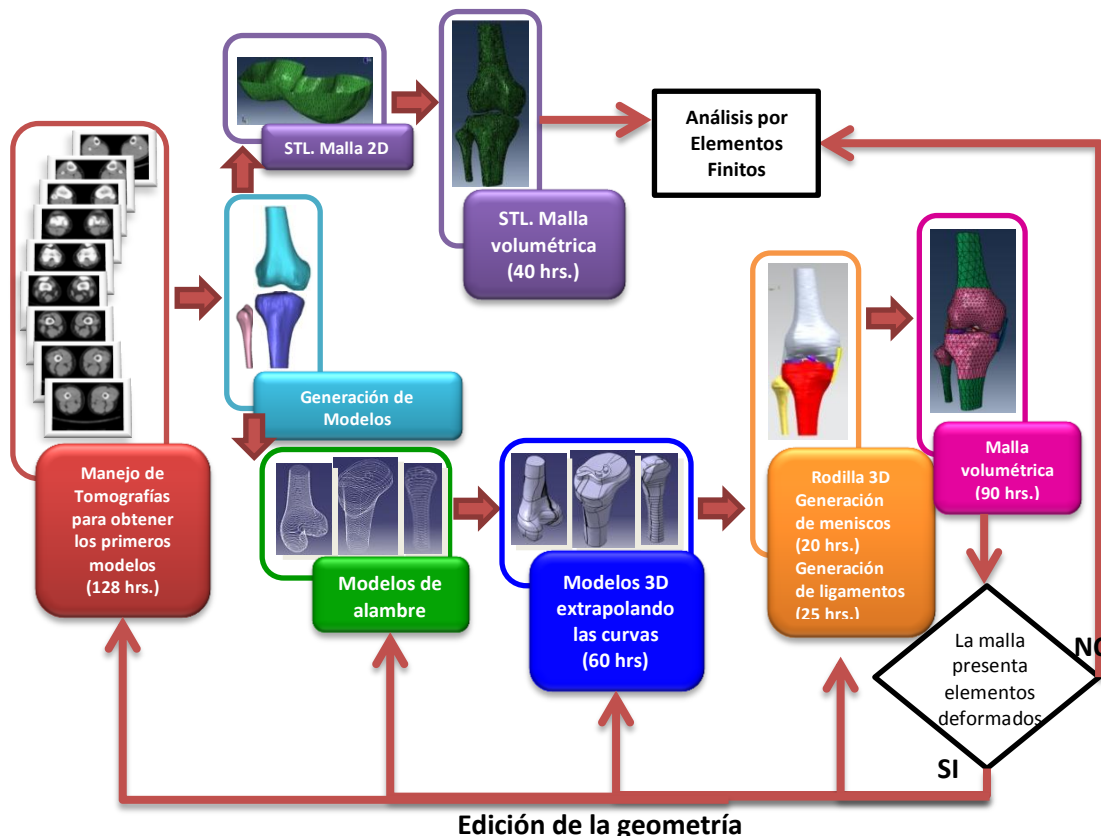 STL. Malla 2D
STL. Malla
volumétrica
(40 hrs.)
Análisis por
Elementos
Finitos
Generación de
Modelos
Manejo de
Tomografías
para obtener
los primeros
modelos
(128 hrs.)
Modelos de
alambre
Modelos 3D
extrapolando
las curvas
(60 hrs)
Rodilla 3D
Generación
de meniscos
(20 hrs.)
Generación
de ligamentos
(25 hrs.)
Malla
volumétrica
(90 hrs.)
La malla
presenta
elementos
deformados
NO
SI
Edición de la geometría